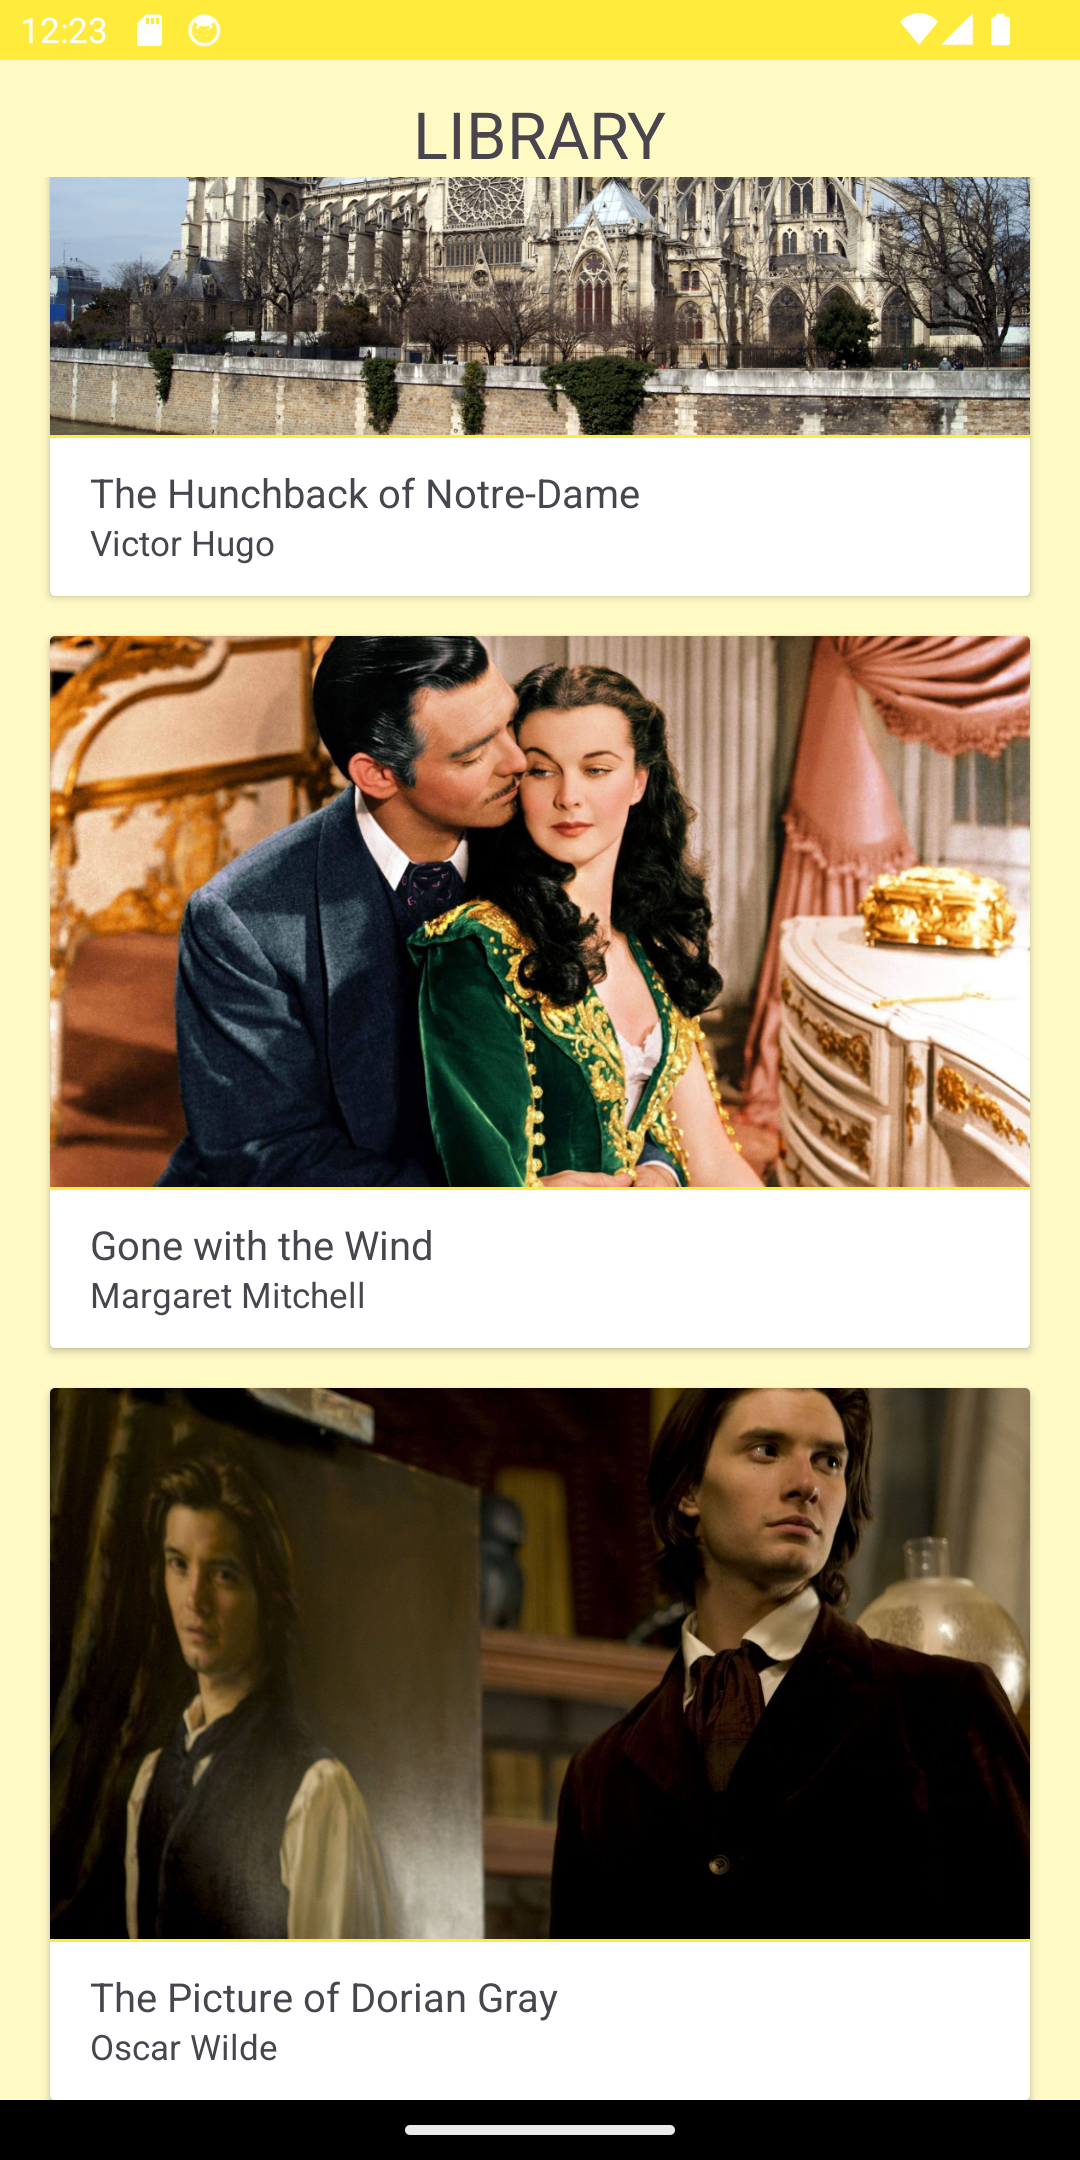 12:23
LIBRARY
The Hunchback of Notre-Dame
Victor Hugo
Gone with the Wind
Margaret Mitchell
The Picture of Dorian Gray
Oscar Wilde